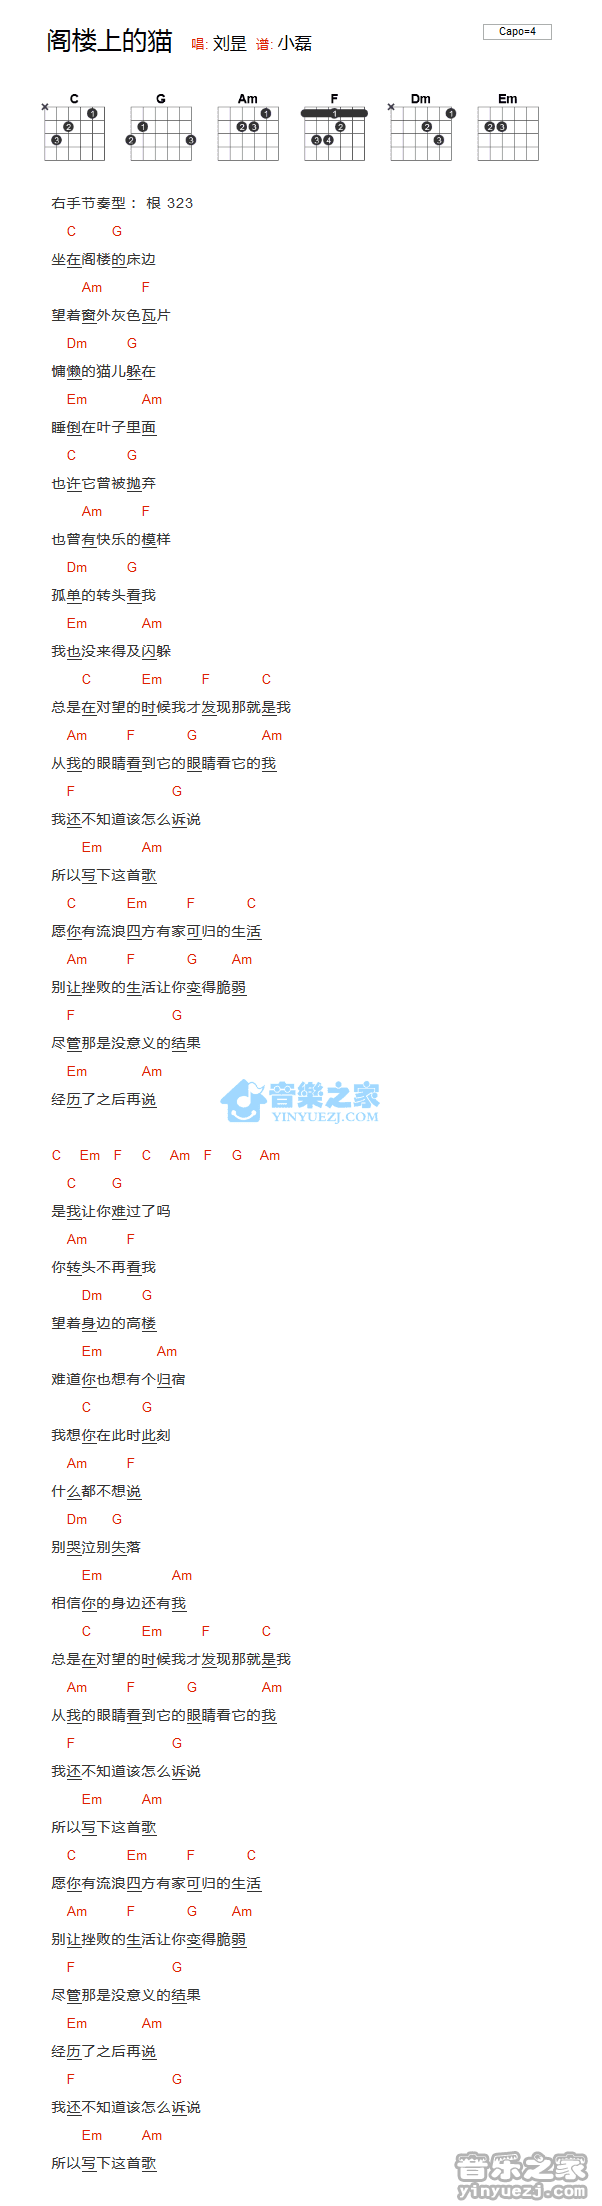 阁楼上的猫 唱: 刘昱 谱: 小磊 Capo=4
C G Am F Dm Em
右手节奏型： 根 323
C G
坐在阁楼的床边
Am F
望着窗外灰色瓦片
Dm G
慵懒的猫儿躲在
Em Am
睡倒在叶子里面
C G
也许它曾被抛弃
Am F
也曾有快乐的模样
Dm G
孤单的转头看我
Em Am
我也没来得及闪躲
C Em F C
总是在对望的时候我才发现那就是我
Am F G Am
从我的眼睛看到它的眼睛看它的我
F G
我还不知道该怎么诉说
Em Am
所以写下这首歌
C Em F C
愿你有流浪四方有家可归的生活
Am F G Am
别让挫败的生活让你变得脆弱
F G
尽管那是没意义的结果
Em Am
经历了之后再说
音樂之家
YINYUEZJ.COM
C Em F C Am F G Am
C G
是我让你难过了吗
Am F
你转头不再看我
Dm G
望着身边的高楼
Em Am
难道你也想有个归宿
C G
我想你在此时此刻
Am F
什么都不想说
Dm G
别哭泣别失落
Em Am
相信你的身边还有我
C Em F C
总是在对望的时候我才发现那就是我
Am F G Am
从我的眼睛看到它的眼睛看它的我
F G
我还不知道该怎么诉说
Em Am
所以写下这首歌
C Em F C
愿你有流浪四方有家可归的生活
Am F G Am
别让挫败的生活让你变得脆弱
F G
尽管那是没意义的结果
Em Am
经历了之后再说
F G
我还不知道该怎么诉说
Em Am
所以写下这首歌
音乐之家
yinyuezj.com